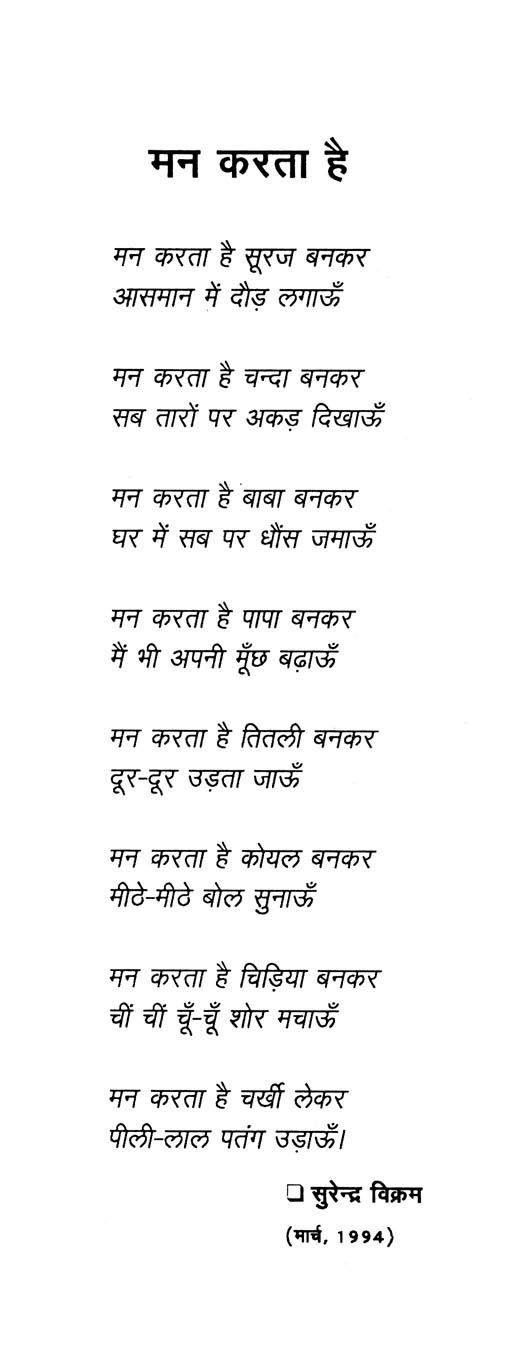 मन करता है
मन करता है सूरज बनकर
आसमान में दौड़ लगाऊँ
मन करता है चन्दा बनकर
सब तारों पर अकड़ दिखाऊँ
मन करता है बाबा बनकर
घर में सब पर धौंस जमाऊँ
मन करता है पापा बनकर
मैं भी अपनी मूँछ बढ़ाऊँ
मन करता है तितली बनकर
दूर-दूर उड़ता जाऊँ
मन करता है कोयल बनकर
मीठे-मीठे बोल सुनाऊँ
मन करता है चिड़िया बनकर
चीं चीं चूँ-चूँ शोर मचाऊँ
मन करता है चर्खी लेकर
पीली-लाल पतंग उड़ाऊँ।
❑ सुरेन्द्र विक्रम
(मार्च, 1994)